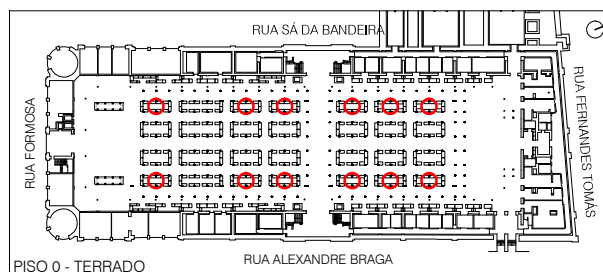 RUA SÁ DA BANDEIRA
RUA FORMOSA
RUA FERNANDES TOMÁS
RUA ALEXANDRE BRAGA
PISO 0 - TERRADO